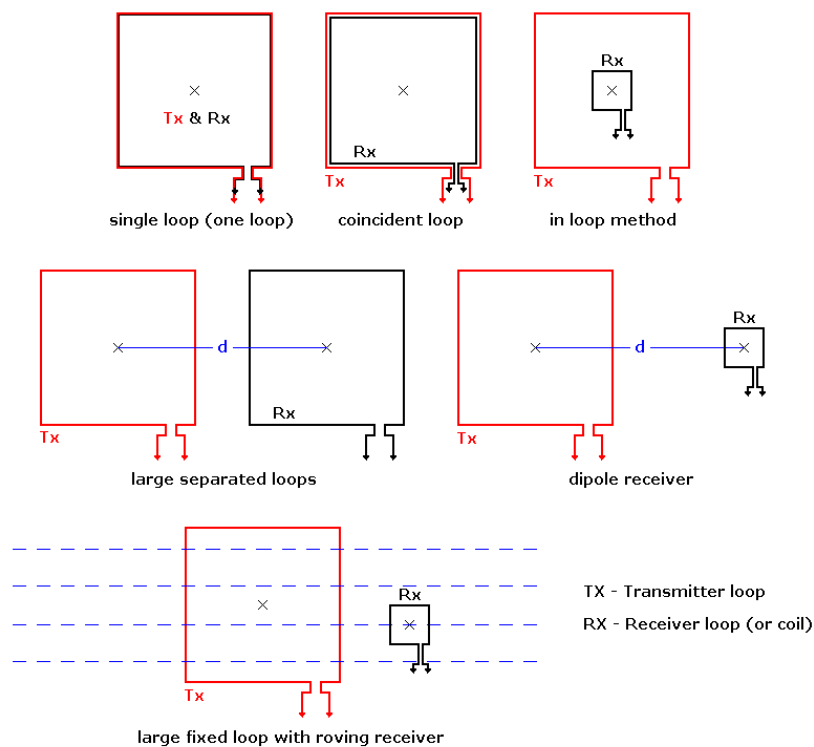 Tx & Rx
single loop (one loop)
Rx
Tx
coincident loop
Rx
Tx
in loop method
d
Rx
Tx
large separated loops
Rx
d
Tx
dipole receiver
Rx
Tx
large fixed loop with roving receiver
TX - Transmitter loop
RX - Receiver loop (or coil)